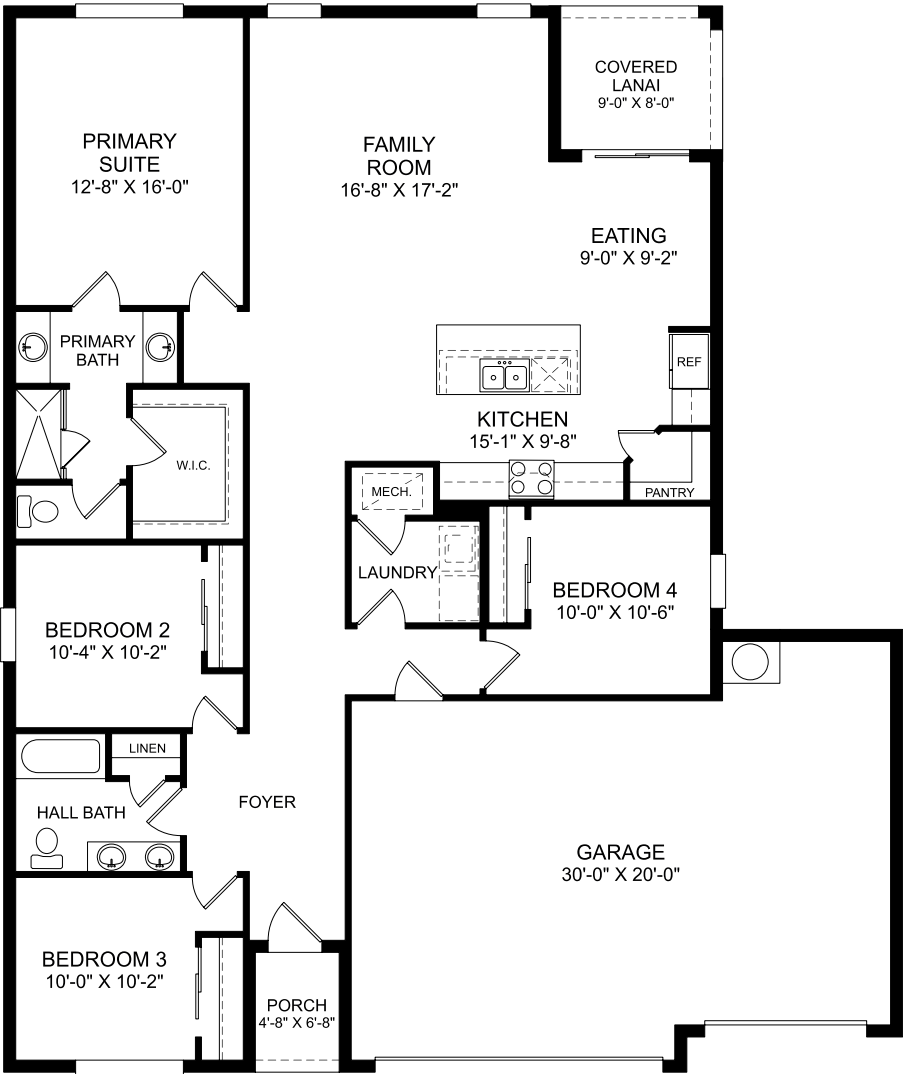 COVERED
LANAI
9'-0" X 8'-0"
PRIMARY
SUITE
12'-8" X 16'-0"
FAMILY
ROOM
16'-8" X 17'-2"
EATING
9'-0" X 9'-2"
PRIMARY
BATH
REF
KITCHEN
15'-1" X 9'-8"
W.I.C.
MECH.
PANTRY
LAUNDRY
BEDROOM 4
10'-0" X 10'-6"
BEDROOM 2
10'-4" X 10'-2"
LINEN
HALL BATH
FOYER
GARAGE
30'-0" X 20'-0"
BEDROOM 3
10'-0" X 10'-2"
PORCH
4'-8" X 6'-8"